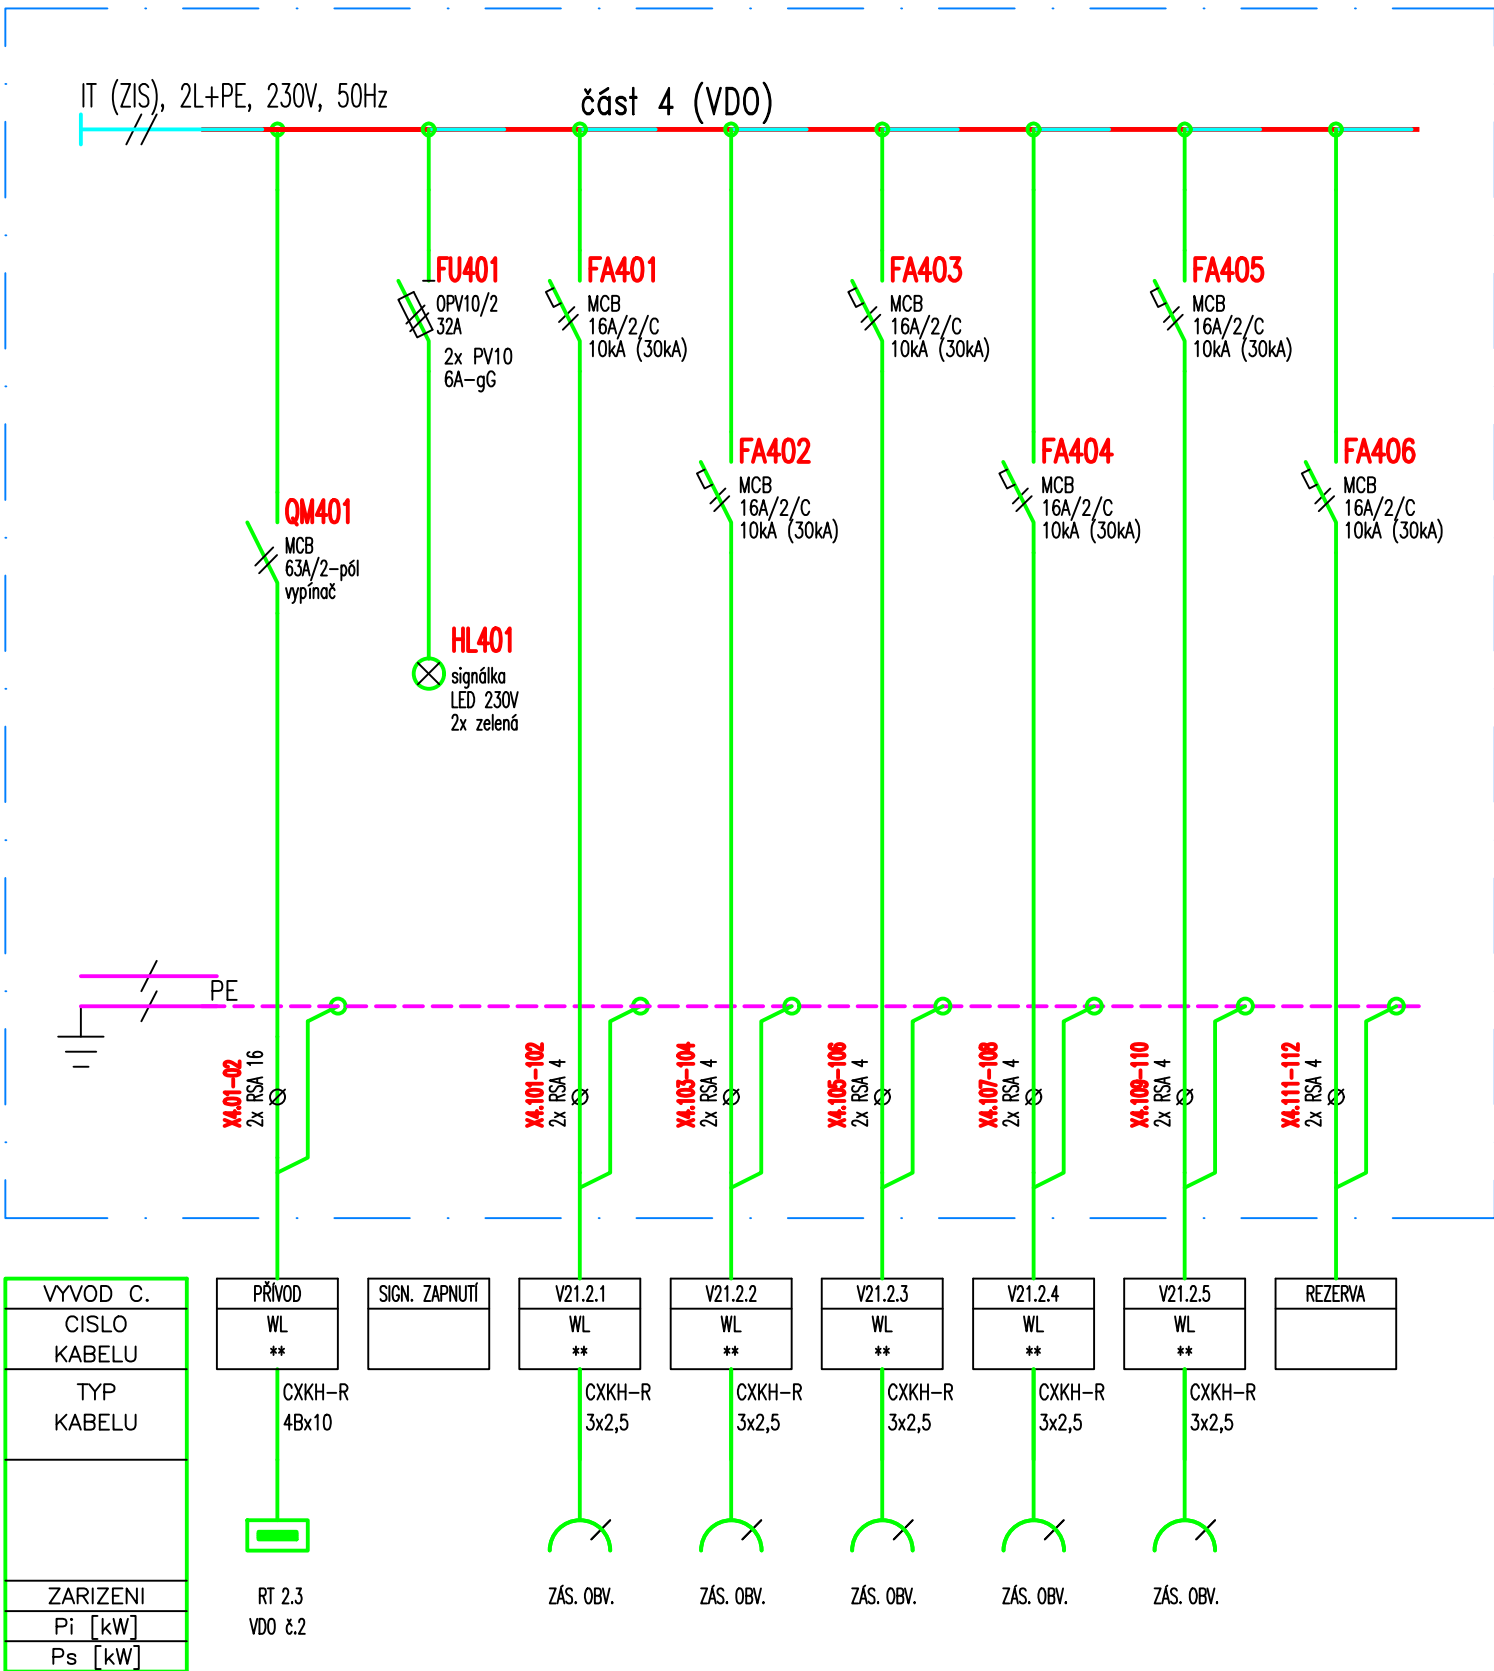 IT (ZIS), 2L+PE, 230V, 50Hz
část 4 (VDO)
FU401
OPV10/2
32A
2x PV10
6A-gG
FA401
MCB
16A/2/C
10kA (30kA)
FA403
MCB
16A/2/C
10kA (30kA)
FA405
MCB
16A/2/C
10kA (30kA)
FA402
MCB
16A/2/C
10kA (30kA)
FA404
MCB
16A/2/C
10kA (30kA)
FA406
MCB
16A/2/C
10kA (30kA)
QM401
MCB
63A/2-pól
vypínač
HL401
signálka
LED 230V
2x zelená
PE
X4.01-02
2x RSA 16
X4.101-102
2x RSA 4
X4.103-104
2x RSA 4
X4.105-106
2x RSA 4
X4.107-108
2x RSA 4
X4.109-110
2x RSA 4
X4.111-112
2x RSA 4
VYVOD C.
PŘÍVOD
SIGN. ZAPNUTÍ
V21.2.1
V21.2.2
V21.2.3
V21.2.4
V21.2.5
REZERVA
CISLO
KABELU
WL
**
WL
**
WL
**
WL
**
WL
**
WL
**
TYP
KABELU
CXKH-R
4Bx10
CXKH-R
3x2,5
CXKH-R
3x2,5
CXKH-R
3x2,5
CXKH-R
3x2,5
CXKH-R
3x2,5
ZARIZENI
RT 2.3
VDO č.2
ZÁS. OBV.
ZÁS. OBV.
ZÁS. OBV.
ZÁS. OBV.
ZÁS. OBV.
Pi [kW]
Ps [kW]